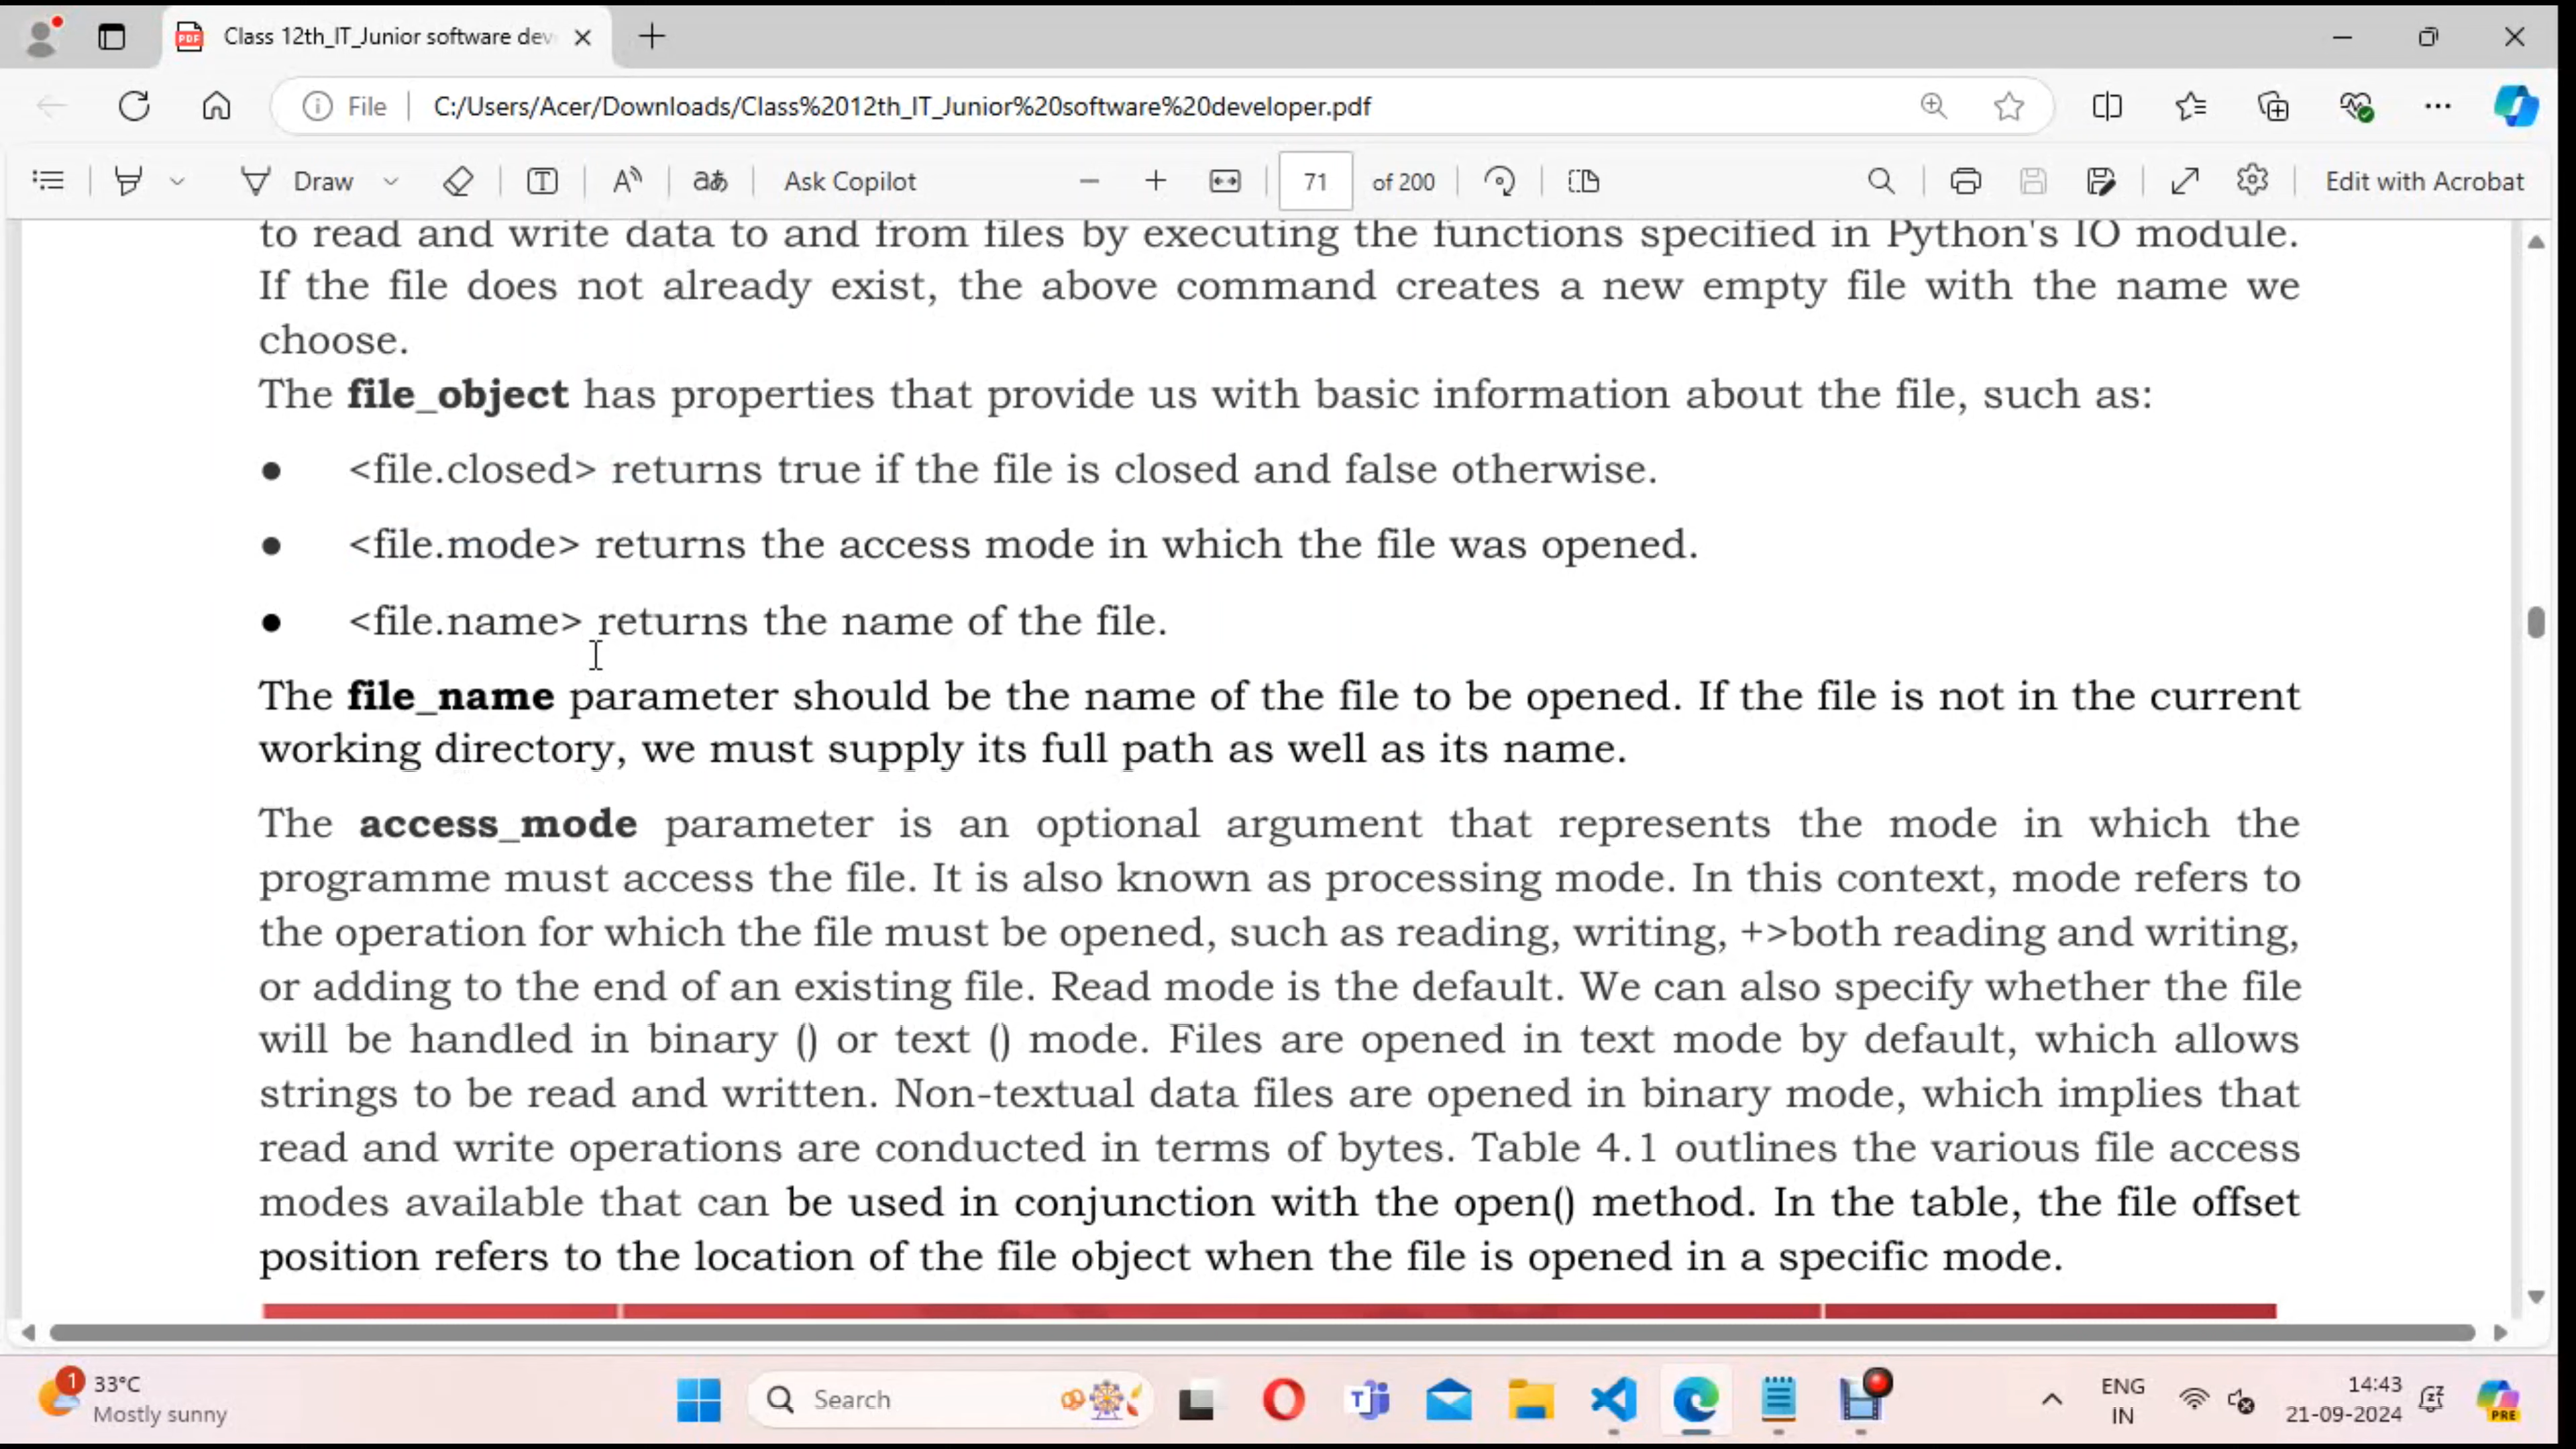 Class 12th_IT_Junior software dev
File
C:/Users/Acer/Downloads/Class%2012th_IT_Junior%20software%20developer.pdf
Draw
Ask Copilot
71 of 200
Edit with Acrobat
to read and write data to and from files by executing the functions specified in Python's IO module.
If the file does not already exist, the above command creates a new empty file with the name we
choose.
The file_object has properties that provide us with basic information about the file, such as:
● <file.closed> returns true if the file is closed and false otherwise.
● <file.mode> returns the access mode in which the file was opened.
● <file.name> returns the name of the file.
The file_name parameter should be the name of the file to be opened. If the file is not in the current
working directory, we must supply its full path as well as its name.
The access_mode parameter is an optional argument that represents the mode in which the
programme must access the file. It is also known as processing mode. In this context, mode refers to
the operation for which the file must be opened, such as reading, writing, +>both reading and writing,
or adding to the end of an existing file. Read mode is the default. We can also specify whether the file
will be handled in binary () or text () mode. Files are opened in text mode by default, which allows
strings to be read and written. Non-textual data files are opened in binary mode, which implies that
read and write operations are conducted in terms of bytes. Table 4.1 outlines the various file access
modes available that can be used in conjunction with the open() method. In the table, the file offset
position refers to the location of the file object when the file is opened in a specific mode.
1
33°C
Mostly sunny
Search
ENG
IN
14:43
21-09-2024
PRE